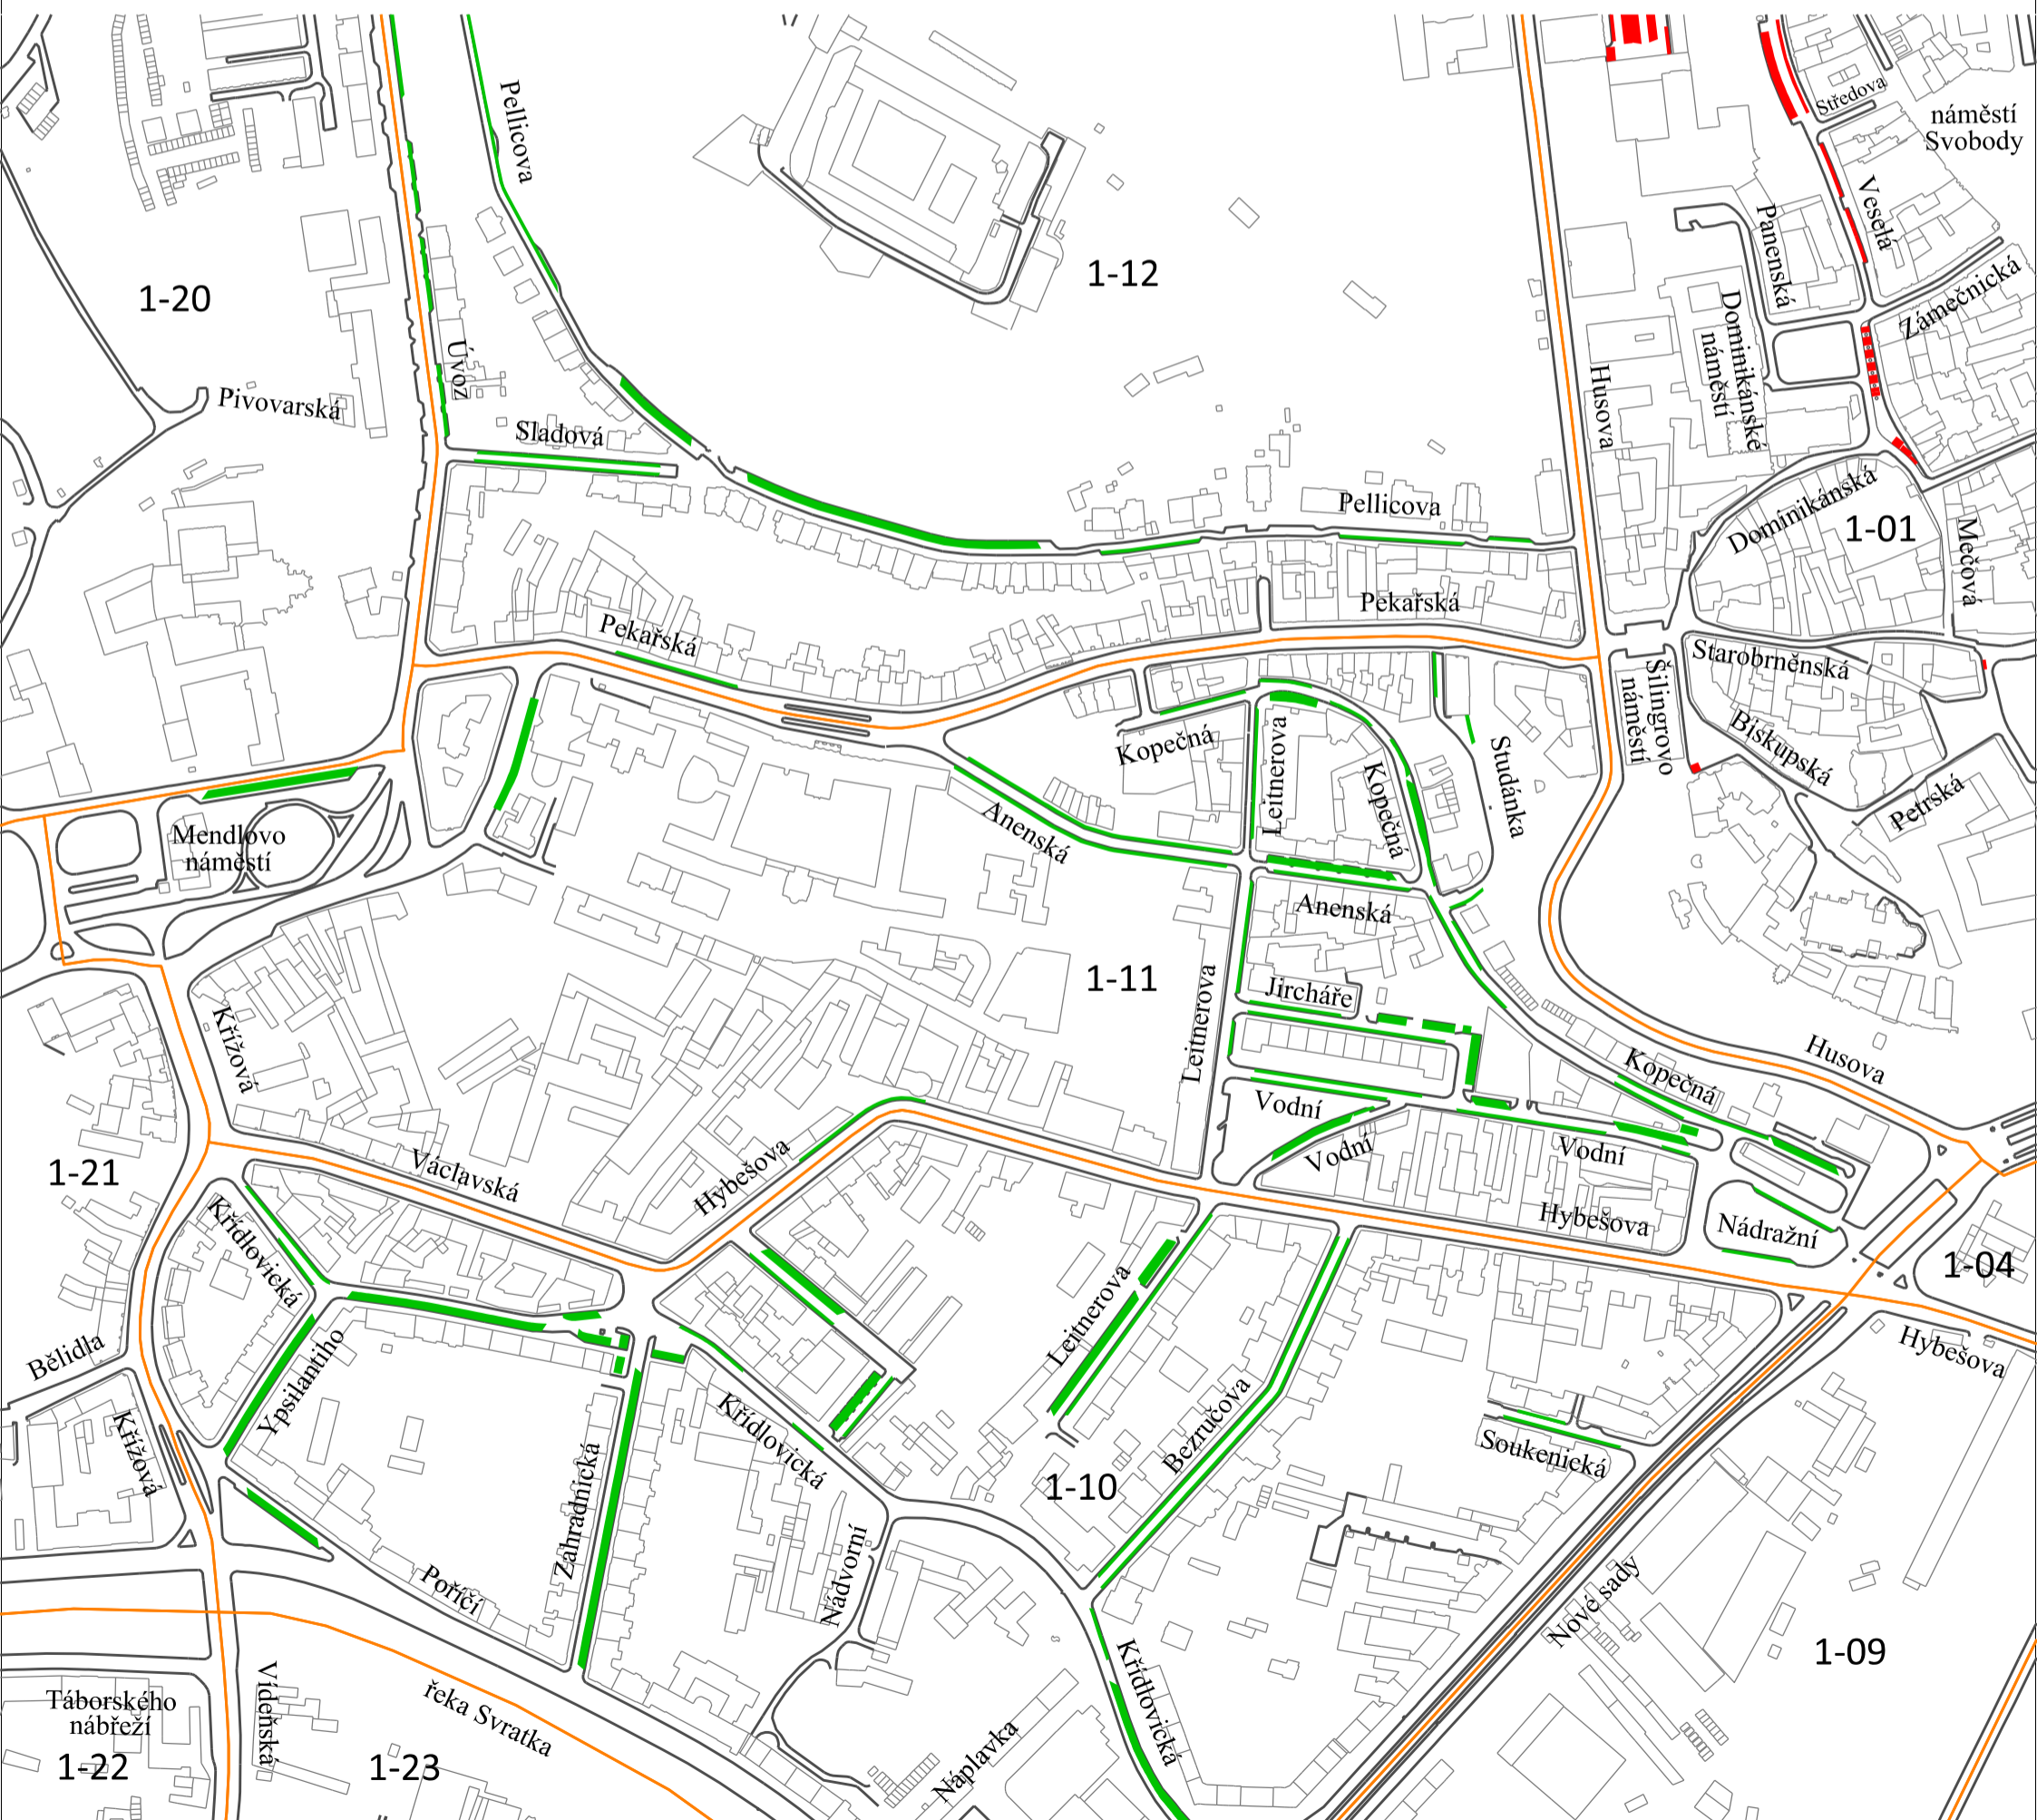 Pellicova
Středova
náměstí
Svobody
Veselá
Panenská
1-12
1-20
Zámečnická
Dominikánské
náměstí
Úvoz
Husova
Pivovarská
Sladová
Pellicova
Dominikánská
1-01
Mečová
Pekařská
Pekařská
Starobrněnská
Šilingrovo
náměstí
Biskupská
Kopečná
Leitnerova
Kopečná
Studánka
Petrská
Anenská
Mendlovo
náměstí
Anenská
1-11
Jircháře
Leitnerova
Křížová
Husova
Kopečná
Vodní
Vodní
Vodní
1-21
Václavská
Hybešova
Hybešova
Nádražní
Křídlovická
1-04
Leitnerova
Bělidla
Ypsilantiho
Hybešova
Křídlovická
Křížová
Bezručova
Soukenická
1-10
Zahradnická
Nádvorní
Poříčí
Nové sady
1-09
Křídlovická
Vídeňská
Táborského
nábřeží
řeka Svratka
Náplavka
1-22
1-23